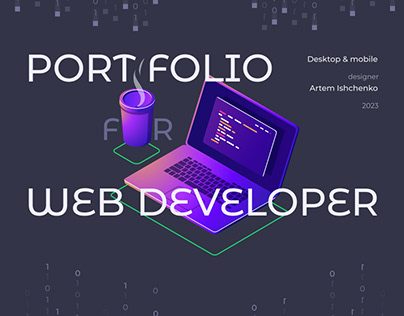 PORTFOLIO
Desktop & mobile
designer
Artem Ishchenko
2023
FOR
WEB DEVELOPER